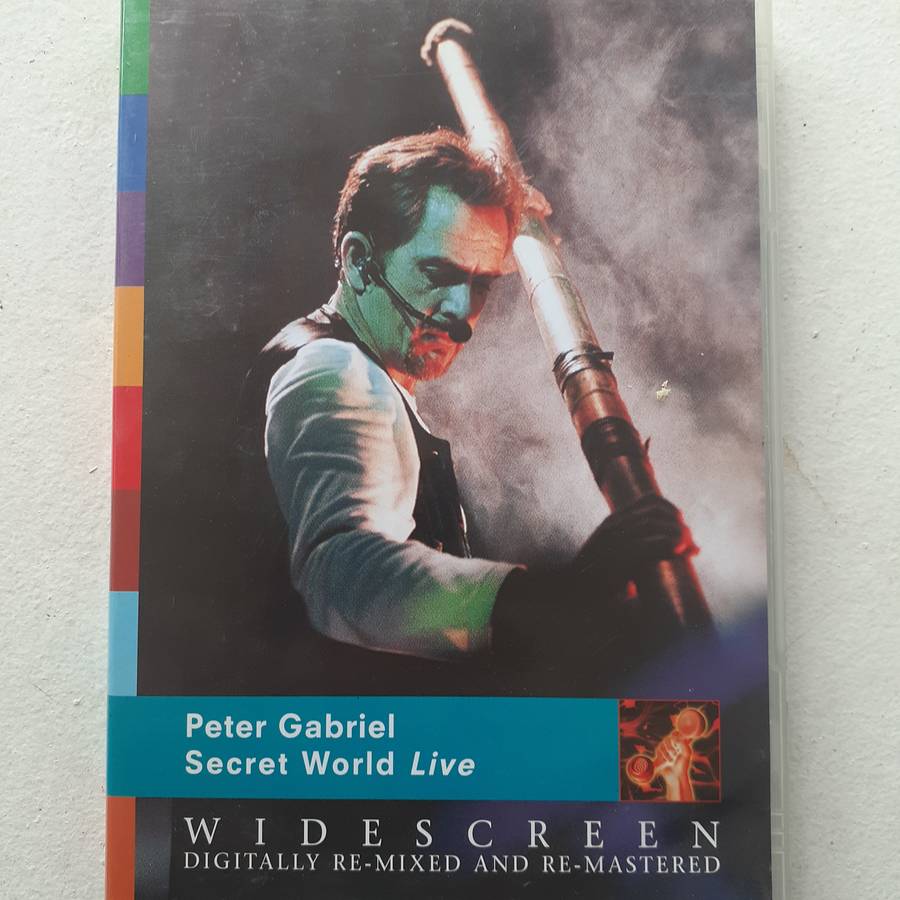 Peter Gabriel
Secret World Live
WIDESCREEN
DIGITALLY RE-MIXED AND RE-MASTERED